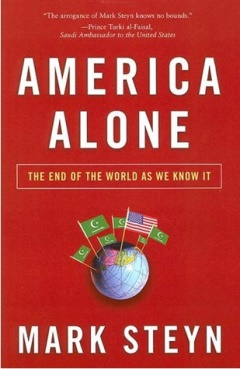 "The arrogance of Mark Steyn knows no bounds."
—Prince Turki al-Faisal,
Saudi Ambassador to the United States
AMERICA
ALONE
THE END OF THE WORLD AS WE KNOW IT
MARK STEYN